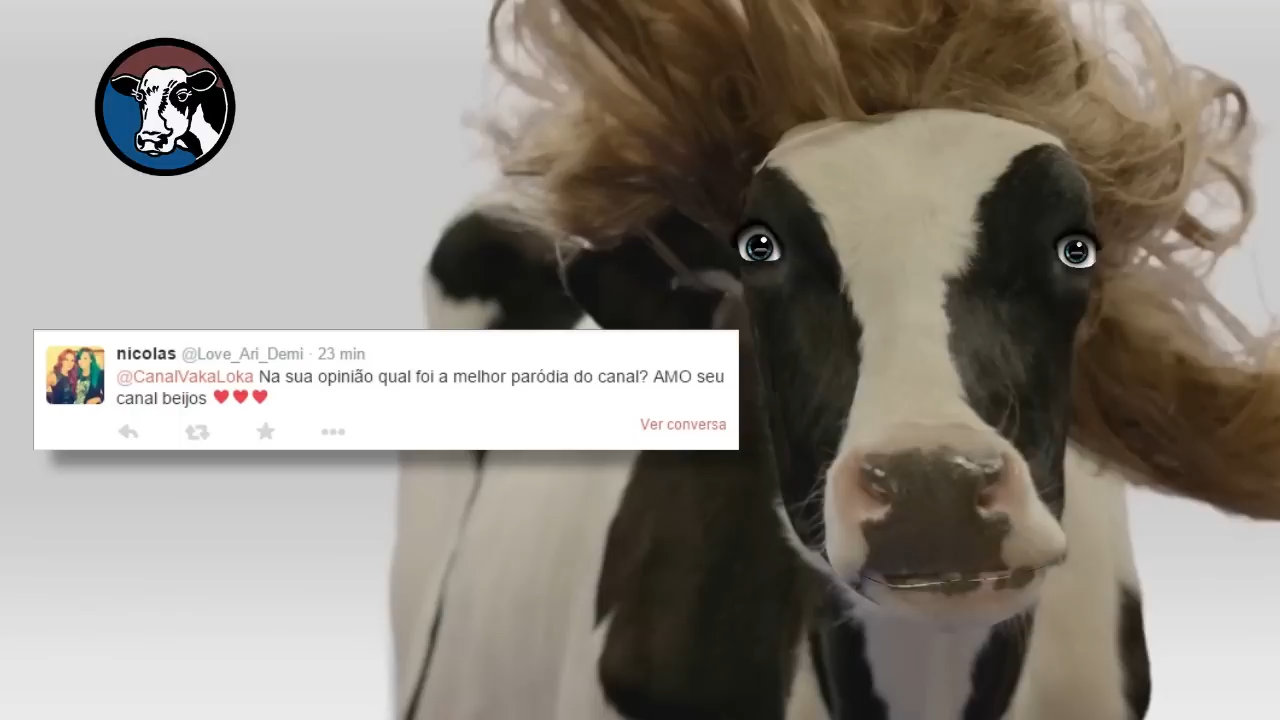 nicolas @Love_Ari_Demi · 23 min
@CanalVakaLoka Na sua opinião qual foi a melhor paródia do canal? AMO seu
canal beijos ❤❤❤
Ver conversa